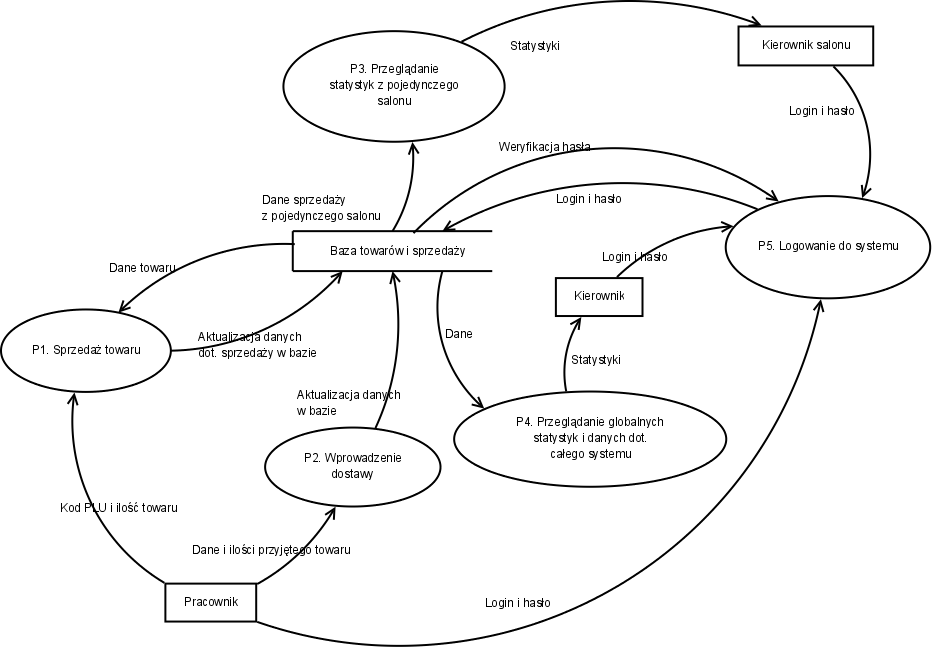 Statystyki
Kierownik salonu
P3. Przeglądanie
statystyk z pojedynczego
salonu
Login i hasło
Weryfikacja hasła
Dane sprzedaży
z pojedynczego salonu
Login i hasło
Baza towarów i sprzedaży
P5. Logowanie do systemu
Login i hasło
Dane towaru
Kierownik
Aktualizacja danych
dot. sprzedaży w bazie
Dane
P1. Sprzedaż towaru
Statystyki
Aktualizacja danych
w bazie
P4. Przeglądanie globalnych
statystyk i danych dot.
całego systemu
P2. Wprowadzenie
dostawy
Kod PLU i ilość towaru
Dane i ilości przyjętego towaru
Pracownik
Login i hasło